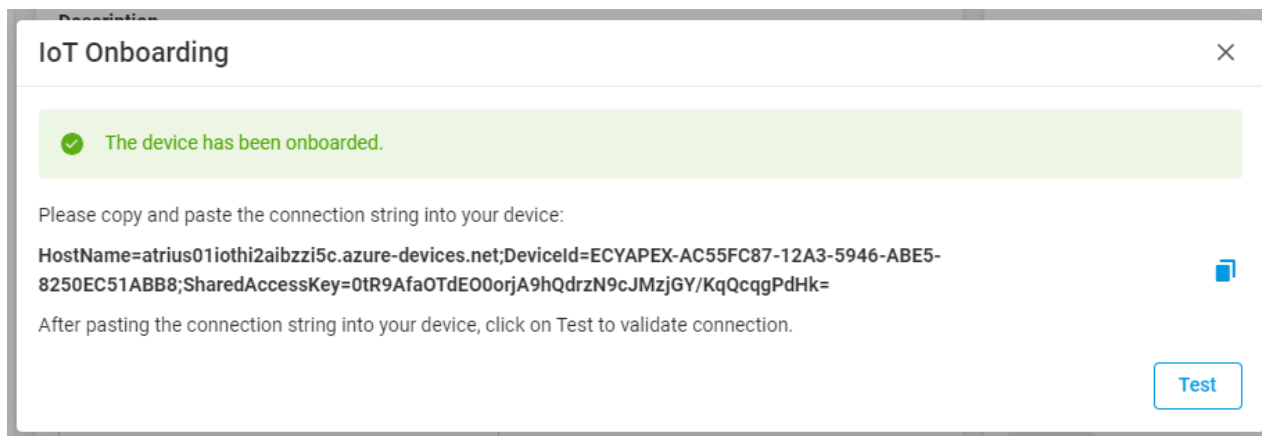 IoT Onboarding
The device has been onboarded.
Please copy and paste the connection string into your device:
HostName=atrius01iothi2aibzzi5c.azure-devices.net;DeviceId=ECYAPEX-AC55FC87-12A3-5946-ABE5-
8250EC51ABB8;SharedAccessKey=0tR9AfaOTdEO0orjA9hQdrzN9cJMzjGY/KqQcqgPdHk=
After pasting the connection string into your device, click on Test to validate connection.
Test